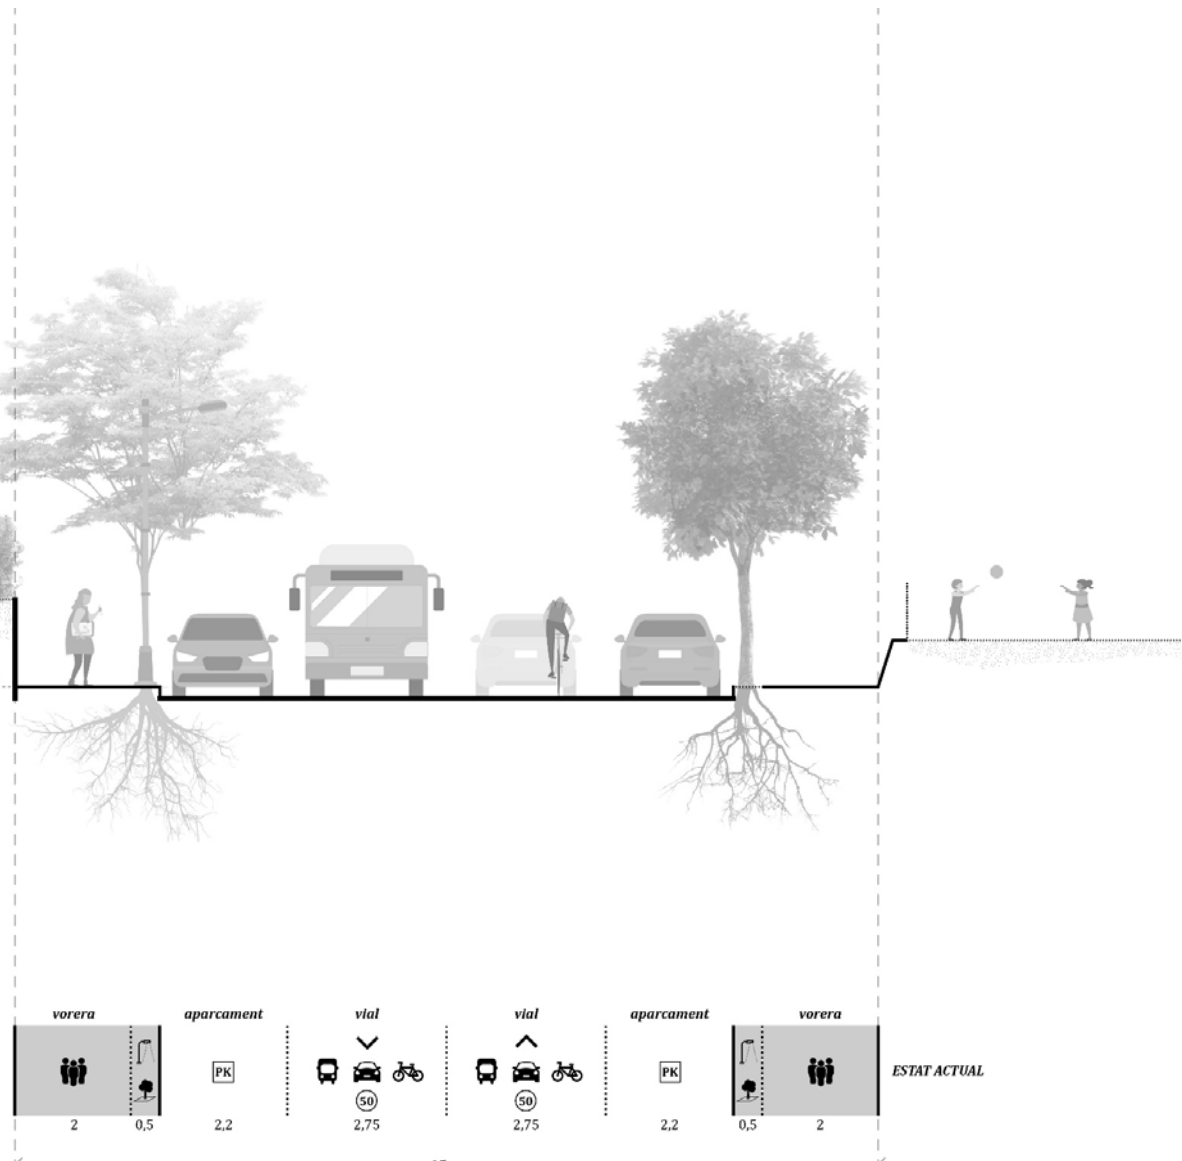 vorera aparcament vial vial aparcament vorera
PK PK
ESTAT ACTUAL
50 50
2 0,5 2,2 2,75 2,75 2,2 0,5 2